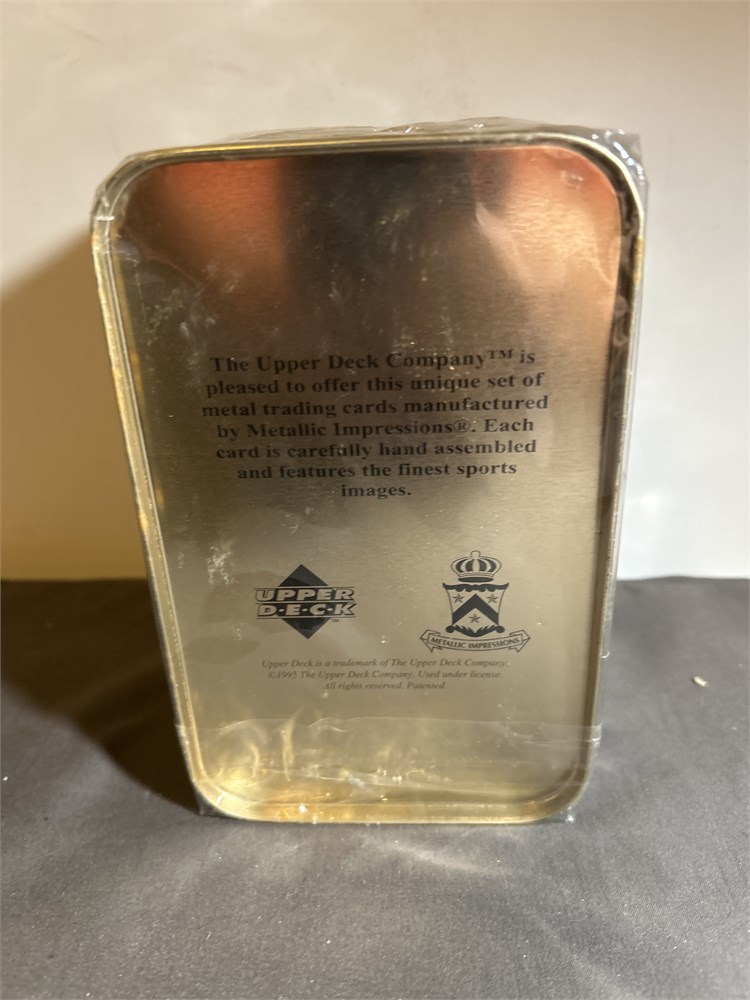 The Upper Deck Company™ is
pleased to offer this unique set of
metal trading cards manufactured
by Metallic Impressions®. Each
card is carefully hand assembled
and features the finest sports
images.
UPPER
D·E·C·K
™
METALLIC IMPRESSIONS
Upper Deck is a trademark of The Upper Deck Company.
©1995 The Upper Deck Company. Used under license.
All rights reserved. Patented.